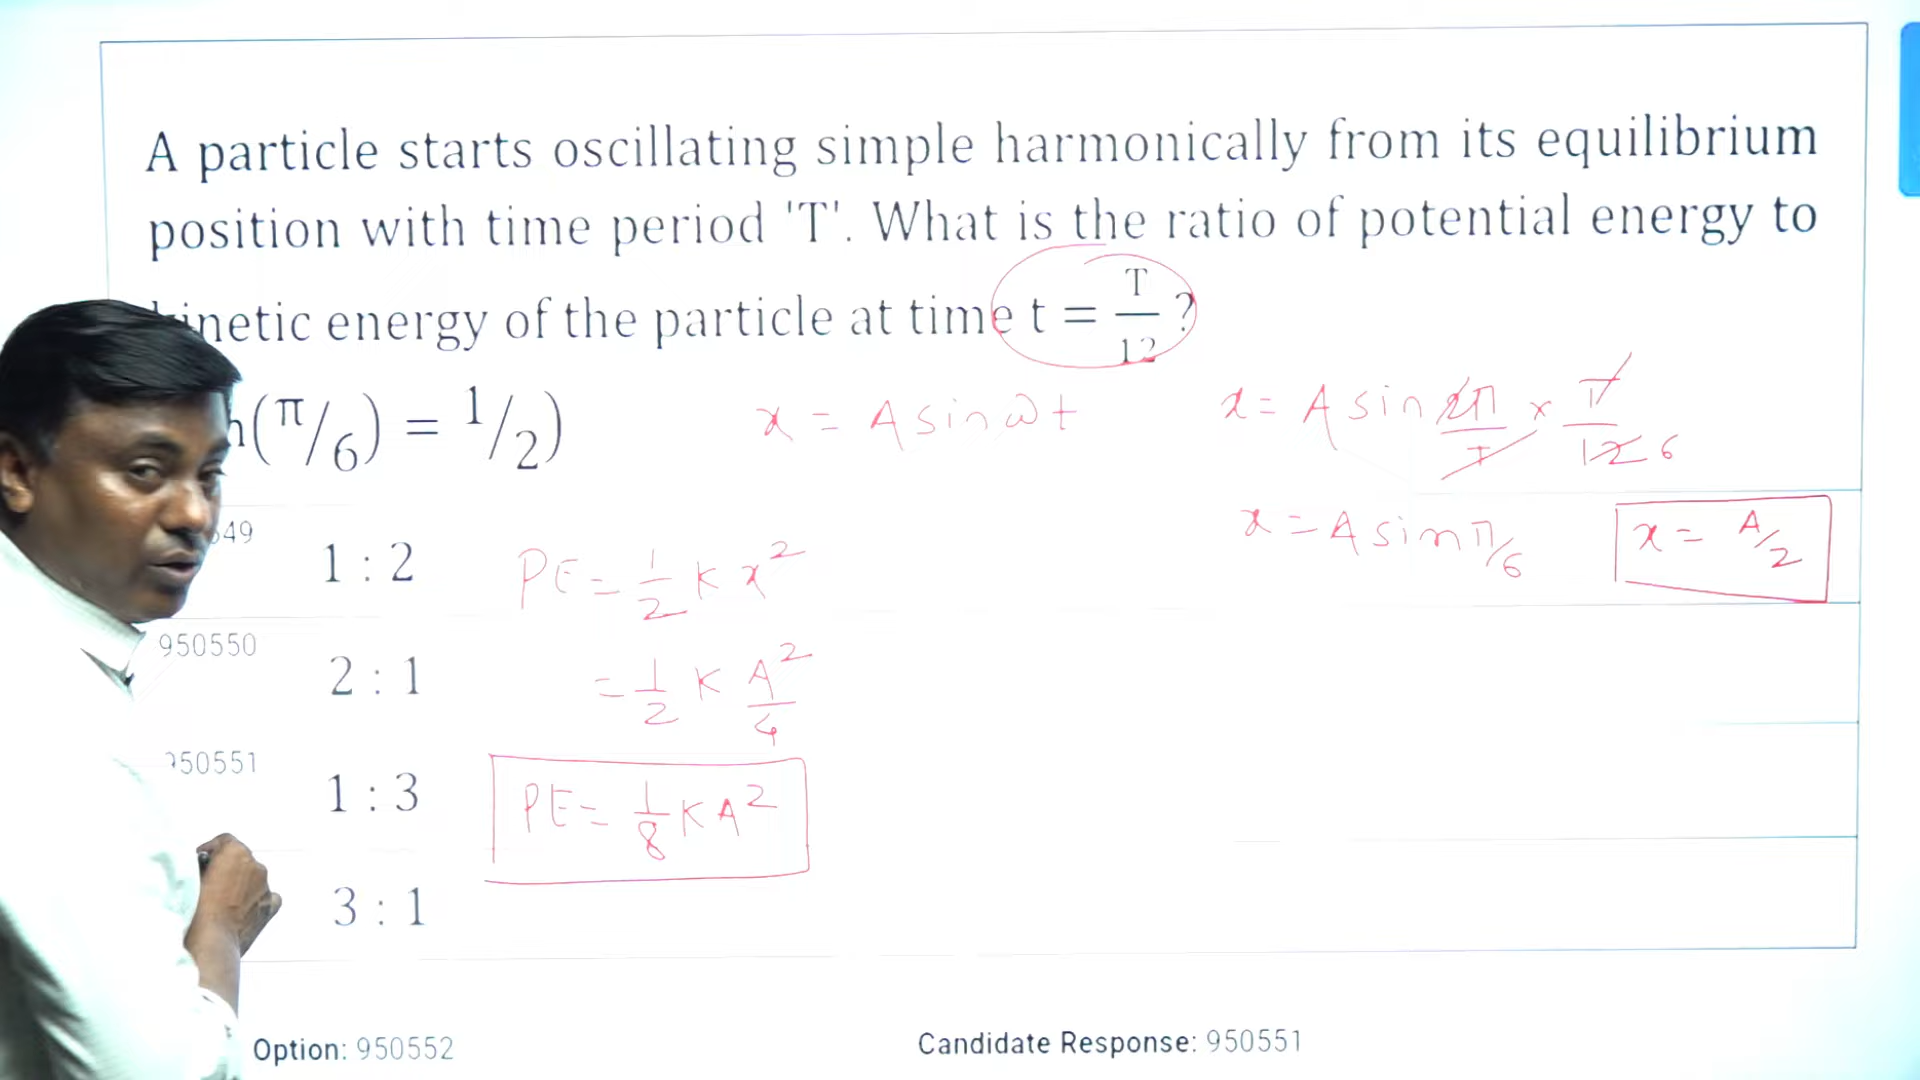 A particle starts oscillating simple harmonically from its equilibrium
position with time period 'T'. What is the ratio of potential energy to
kinetic energy of the particle at time t = T/12 ?
(π/6) = 1/2)
x = A sin ωt
x = A sin 2π/T × T/12 6
x = A sin π/6
x = A/2
49
1 : 2
PE = 1/2 K x²
950550
2 : 1
= 1/2 K A²/4
950551
1 : 3
PE = 1/8 K A²
3 : 1
Option: 950552
Candidate Response: 950551